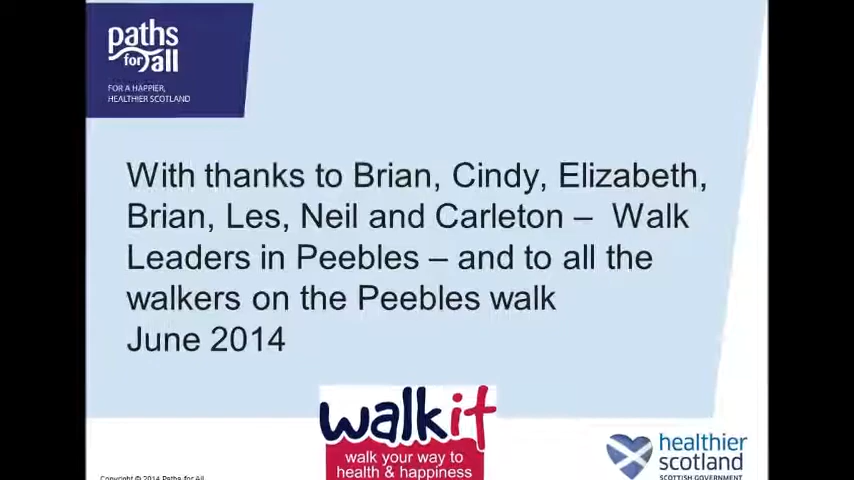 paths
for all
FOR A HAPPIER,
HEALTHIER SCOTLAND
With thanks to Brian, Cindy, Elizabeth,
Brian, Les, Neil and Carleton – Walk
Leaders in Peebles – and to all the
walkers on the Peebles walk
June 2014
walkit
walk your way to
health & happiness
healthier
scotland
SCOTTISH GOVERNMENT
Copyright © 2014 Paths for All